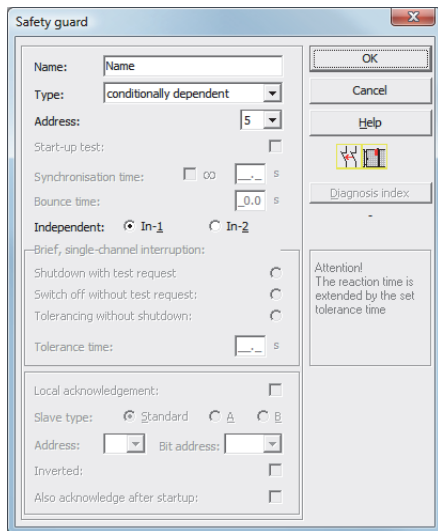 Safety guard
Name: Name
Type: conditionally dependent
Address: 5
Start-up test:
Synchronisation time: ∞ __._ s
Bounce time: _0.0 s
Independent: In-1 In-2
Brief, single-channel interruption:
Shutdown with test request
Switch off without test request:
Tolerancing without shutdown:
Tolerance time: __._ s
Local acknowledgement:
Slave type: Standard A B
Address: Bit address:
Inverted:
Also acknowledge after startup:
OK
Cancel
Help
Diagnosis index
-
Attention!
The reaction time is
extended by the set
tolerance time